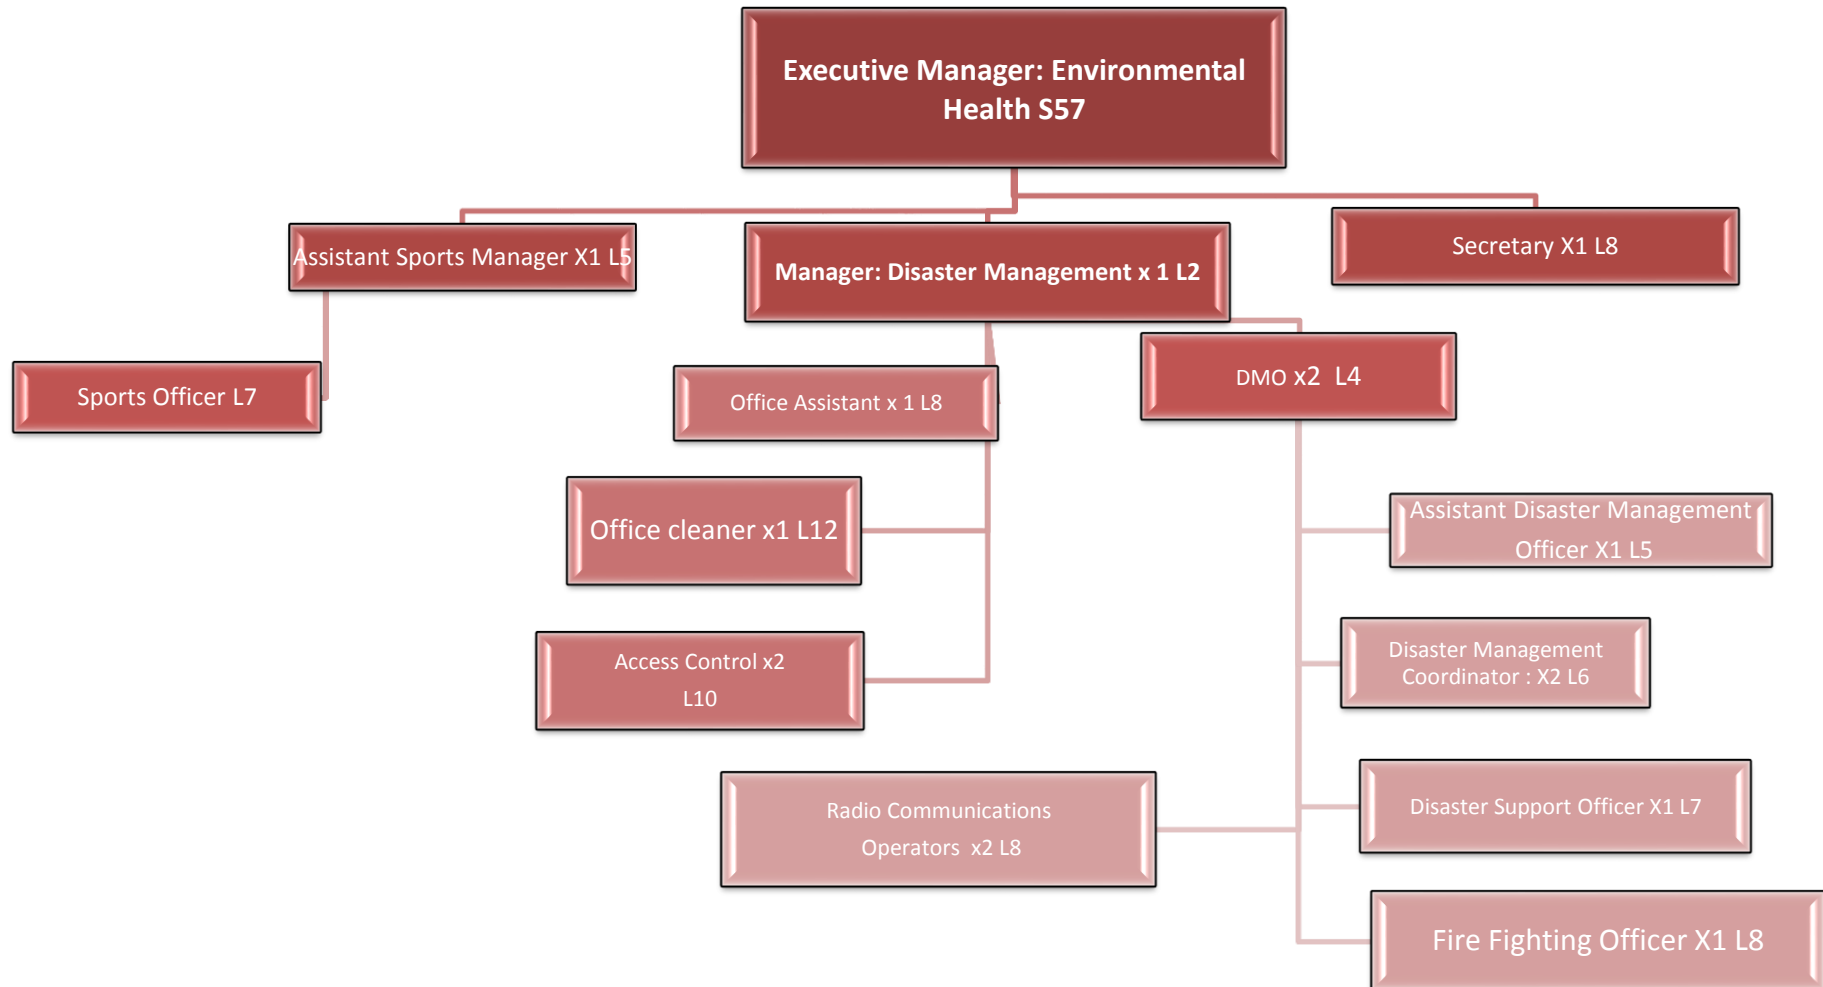 Executive Manager: Environmental
Health S57
Assistant Sports Manager X1 L5
Manager: Disaster Management x 1 L2
Secretary X1 L8
Sports Officer L7
Office Assistant x 1 L8
DMO x2 L4
Office cleaner x1 L12
Assistant Disaster Management
Officer X1 L5
Access Control x2
L10
Disaster Management
Coordinator : X2 L6
Radio Communications
Operators x2 L8
Disaster Support Officer X1 L7
Fire Fighting Officer X1 L8